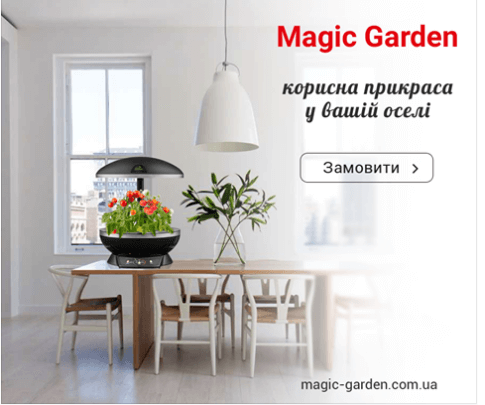 Magic Garden
корисна прикраса
у вашій оселі
Замовити
magic-garden.com.ua